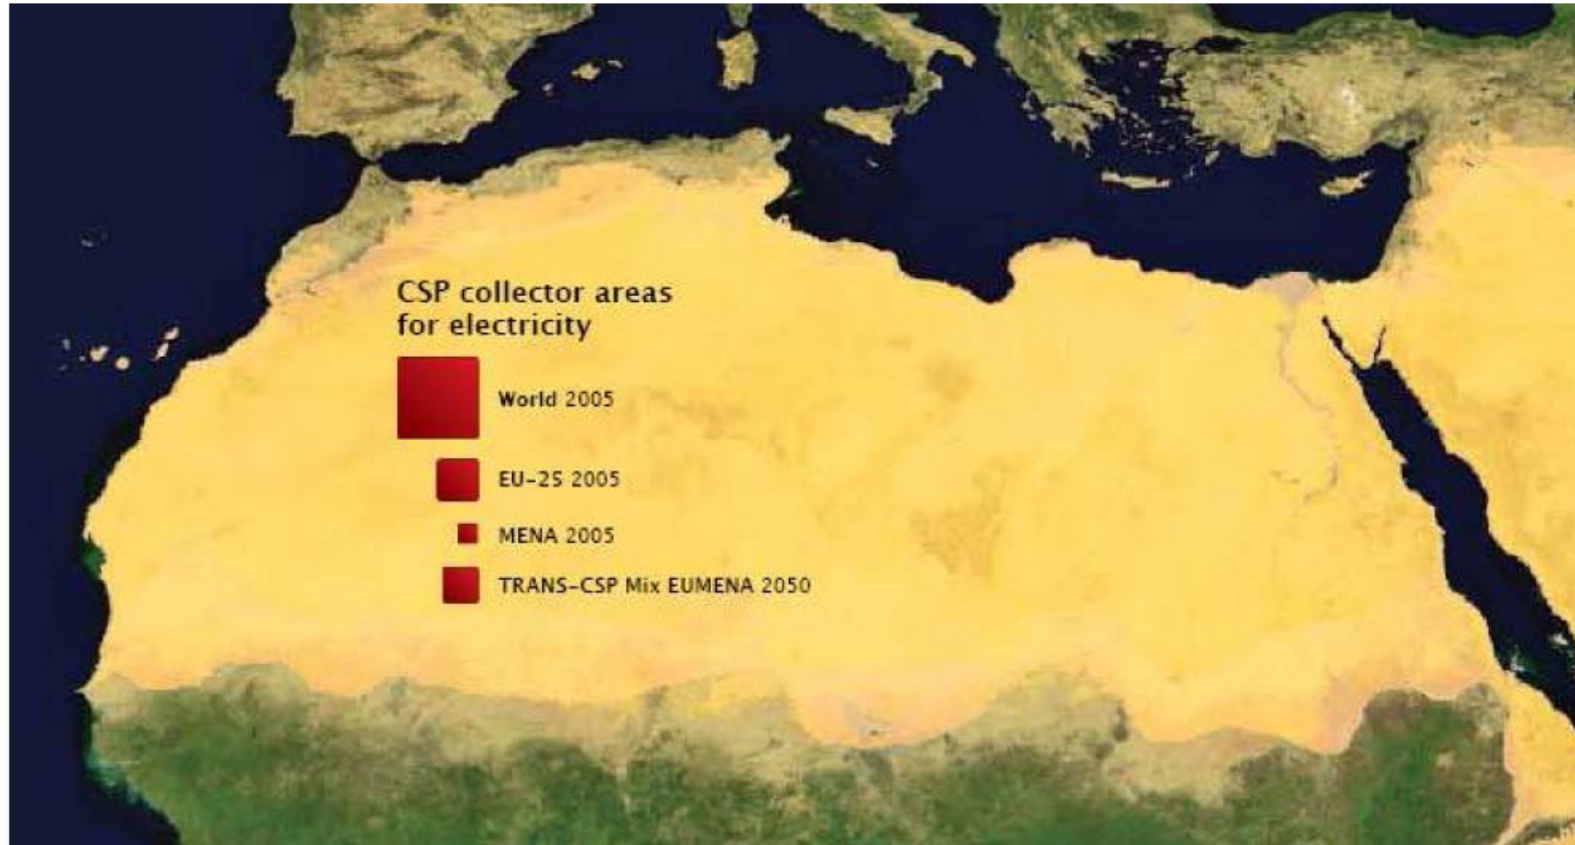 CSP collector areas
for electricity
World 2005
EU-25 2005
MENA 2005
TRANS-CSP Mix EUMENA 2050